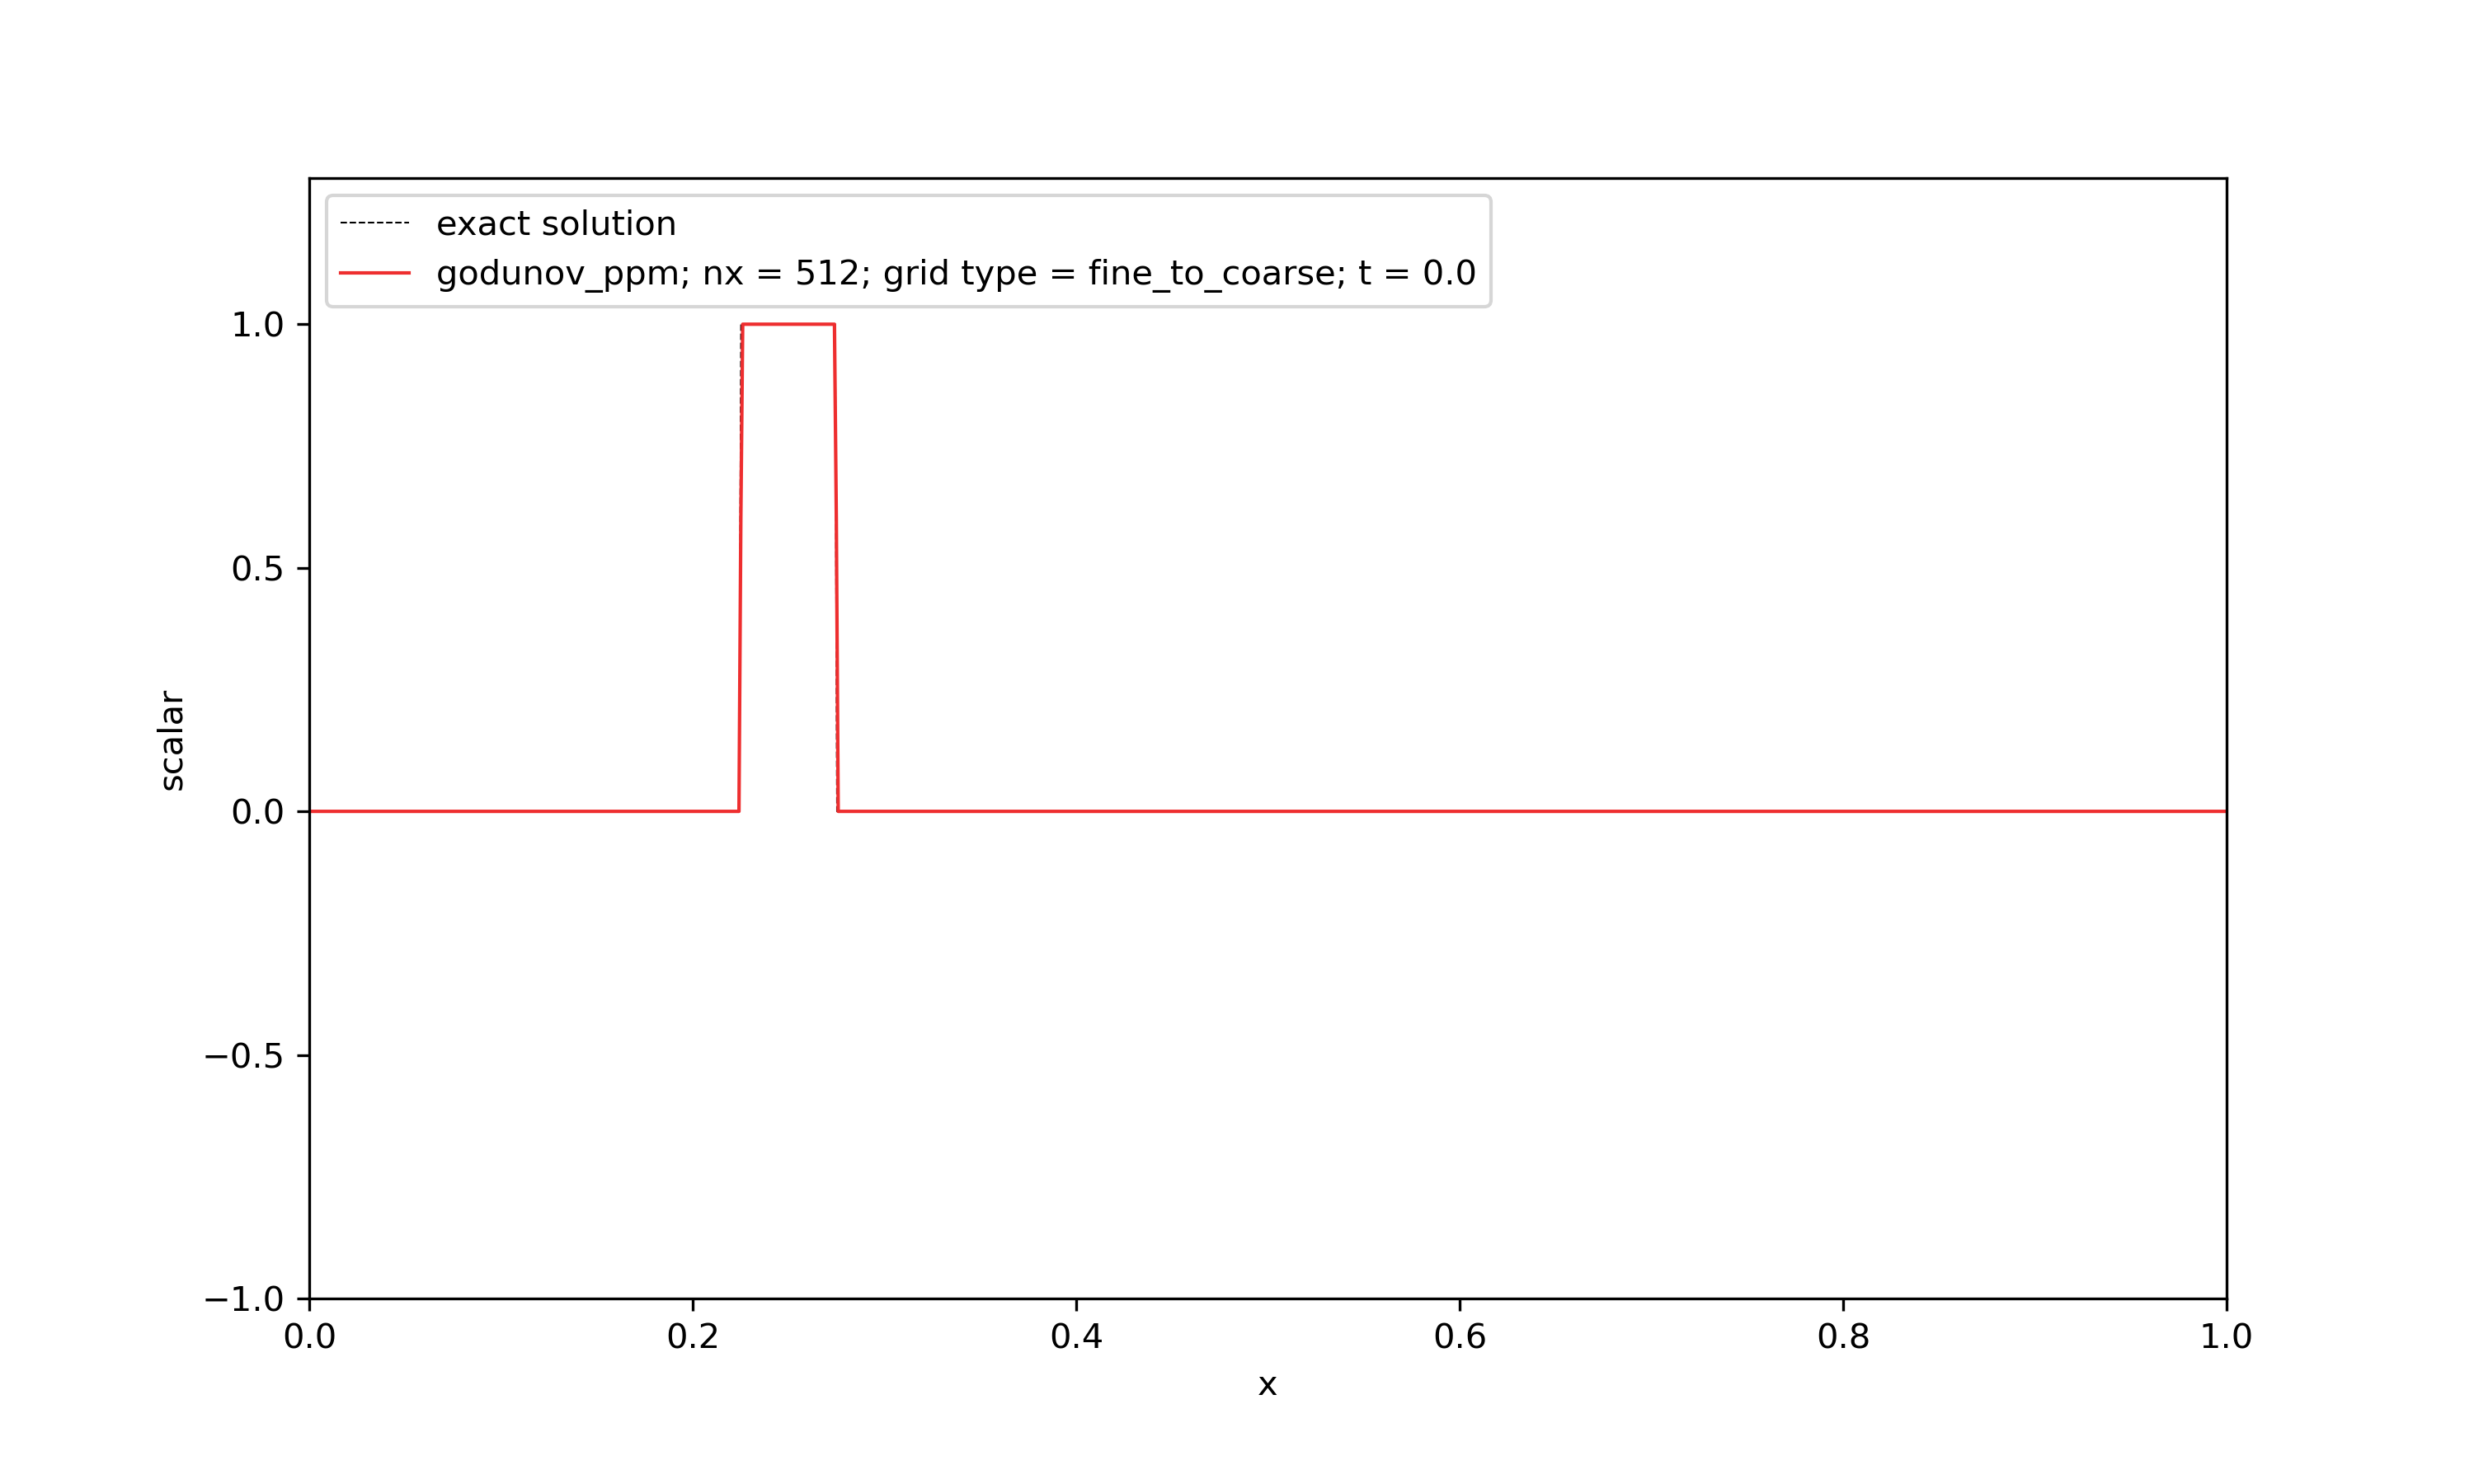 exact solution
godunov_ppm; nx = 512; grid type = fine_to_coarse; t = 0.0
1.0
0.5
0.0
−0.5
−1.0
scalar
0.0 0.2 0.4 0.6 0.8 1.0
x